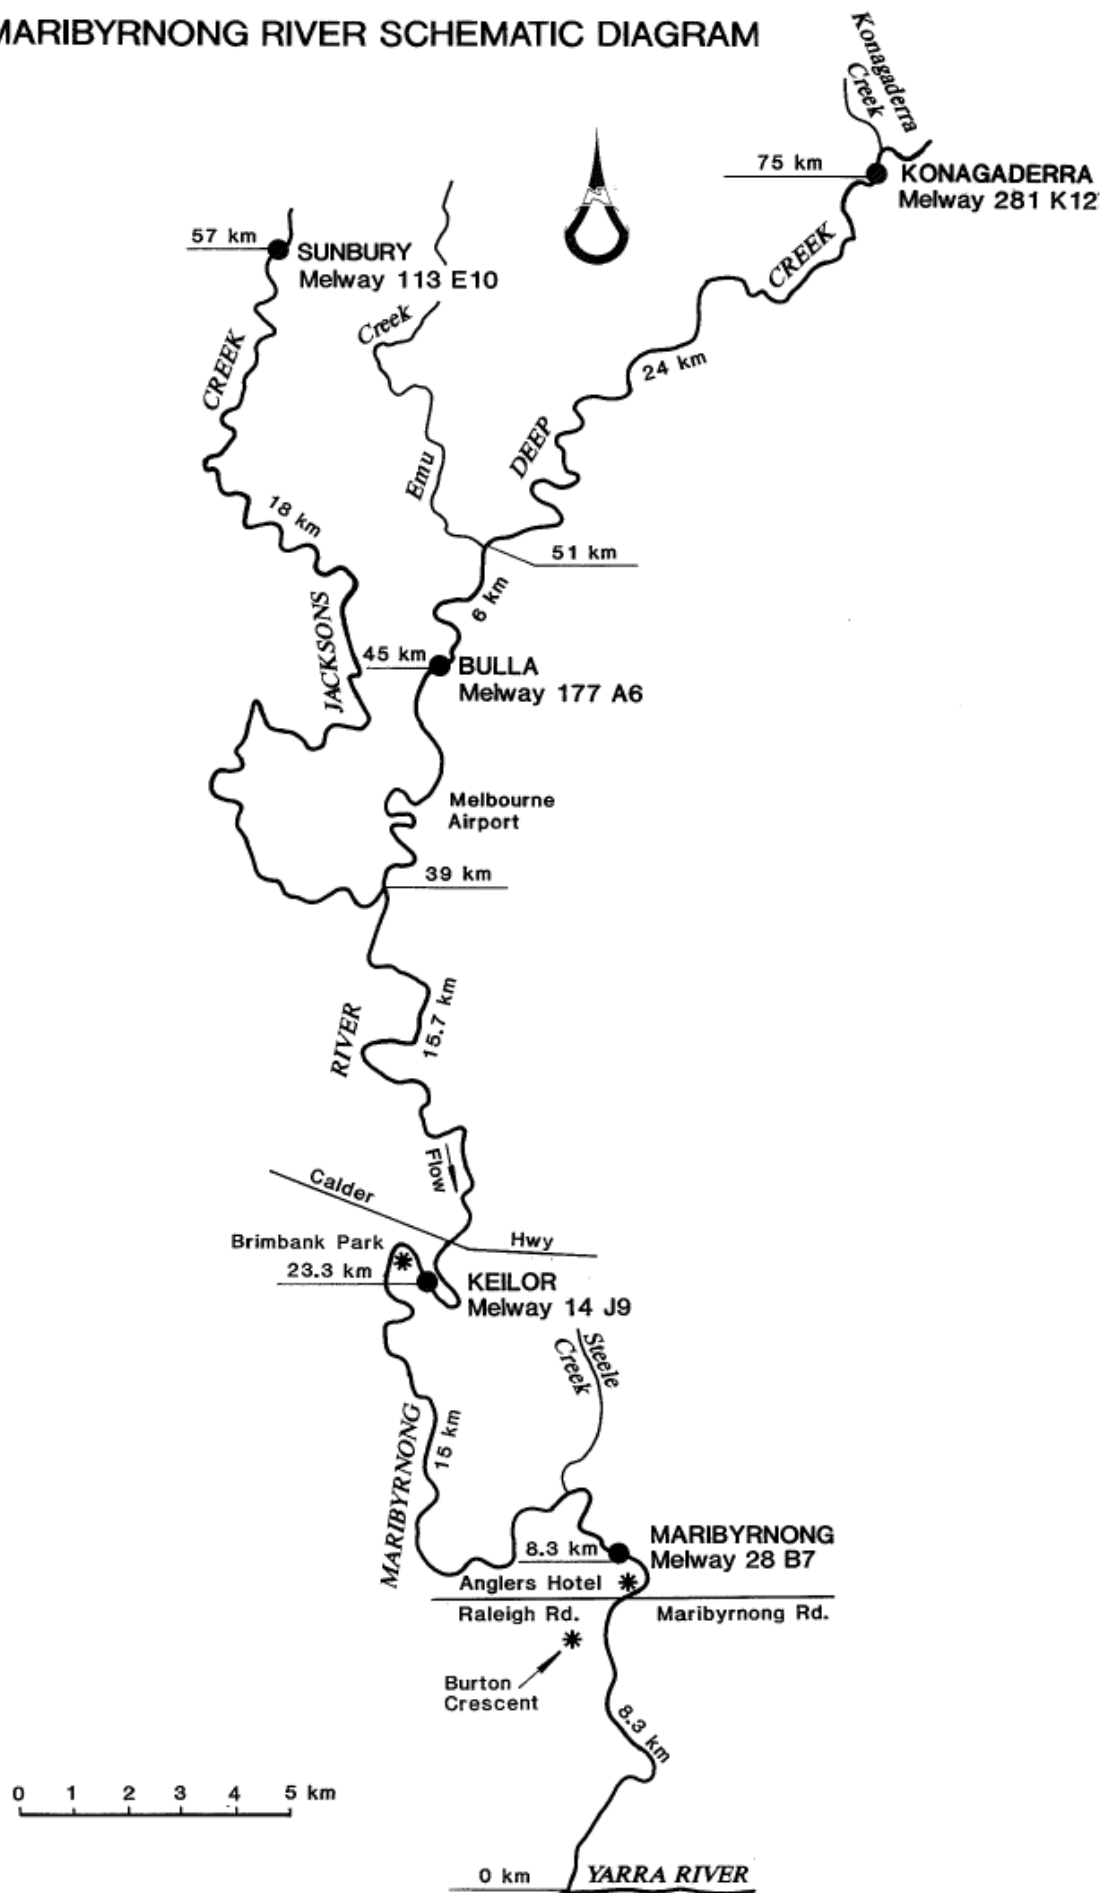 MARIBYRNONG RIVER SCHEMATIC DIAGRAM
Konagaderra
Creek
75 km
KONAGADERRA
Melway 281 K12
57 km
SUNBURY
Melway 113 E10
CREEK
Creek
CREEK
24 km
DEEP
Emu
18 km
51 km
6 km
JACKSONS
45 km
BULLA
Melway 177 A6
Melbourne
Airport
39 km
15.7 km
RIVER
Flow
Calder
Hwy
Brimbank Park
23.3 km
KEILOR
Melway 14 J9
Steele
Creek
15 km
MARIBYRNONG
8.3 km
MARIBYRNONG
Melway 28 B7
Anglers Hotel
Raleigh Rd.
Maribyrnong Rd.
Burton
Crescent
8.3 km
0 1 2 3 4 5 km
0 km
YARRA RIVER